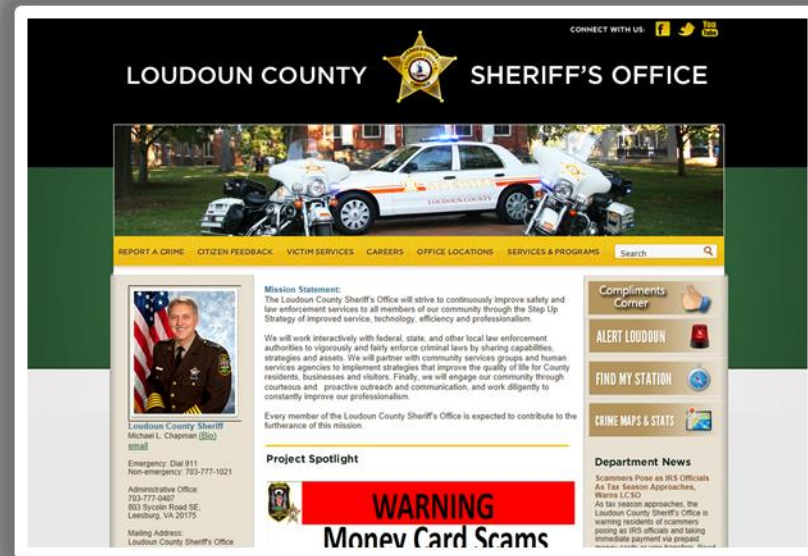 CONNECT WITH US:
You
Tube
LOUDOUN COUNTY
SHERIFF'S OFFICE
LOUDOUN COUNTY
REPORT A CRIME
CITIZEN FEEDBACK
VICTIM SERVICES
CAREERS
OFFICE LOCATIONS
SERVICES & PROGRAMS
Search
Loudoun County Sheriff
Michael L. Chapman (Bio)
email
Emergency: Dial 911
Non-emergency: 703-777-1021
Administrative Office:
703-777-0407
803 Sycolin Road SE,
Leesburg, VA 20175
Mailing Address:
Loudoun County Sheriff's Office
Mission Statement:
The Loudoun County Sheriff's Office will strive to continuously improve safety and
law enforcement services to all members of our community through the Step Up
Strategy of improved service, technology, efficiency and professionalism.
We will work interactively with federal, state, and other local law enforcement
authorities to vigorously and fairly enforce criminal laws by sharing capabilities,
strategies and assets. We will partner with community services groups and human
services agencies to implement strategies that improve the quality of life for County
residents, businesses and visitors. Finally, we will engage our community through
courteous and proactive outreach and communication, and work diligently to
constantly improve our professionalism.
Every member of the Loudoun County Sheriff's Office is expected to contribute to the
furtherance of this mission.
Project Spotlight
WARNING
Money Card Scams
Compliments
Corner
ALERT LOUDOUN
FIND MY STATION
CRIME MAPS & STATS
Department News
Scammers Pose as IRS Officials
As Tax Season Approaches,
Warns LCSO
As tax season approaches, the
Loudoun County Sheriff's Office is
warning residents of scammers
posing as IRS officials and taking
immediate payment via prepaid